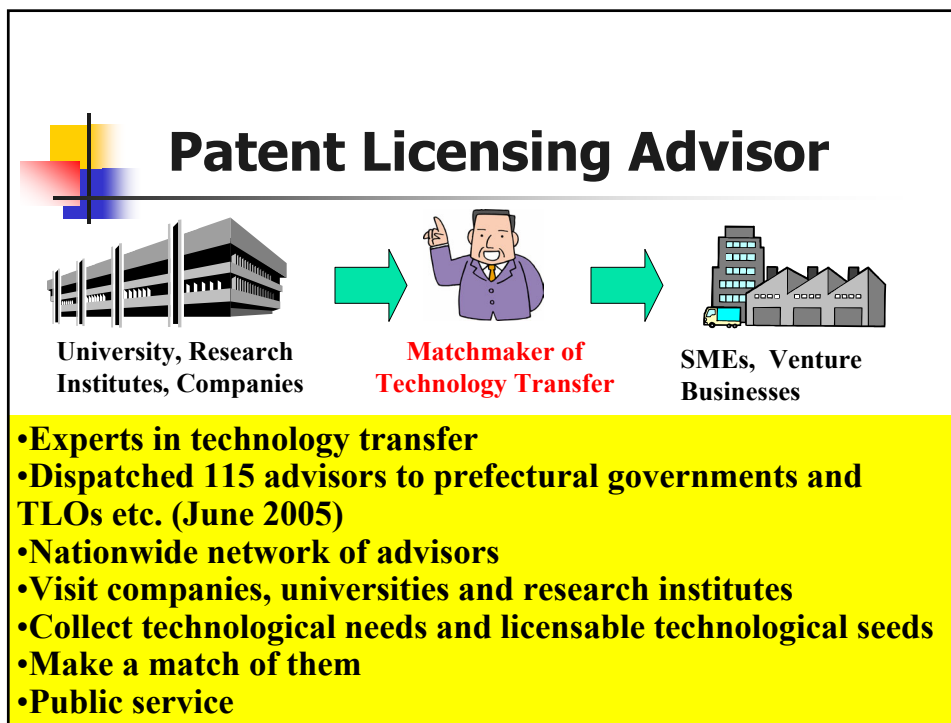 Patent Licensing Advisor
University, Research
Institutes, Companies
Matchmaker of
Technology Transfer
SMEs, Venture
Businesses
•Experts in technology transfer
•Dispatched 115 advisors to prefectural governments and
TLOs etc. (June 2005)
•Nationwide network of advisors
•Visit companies, universities and research institutes
•Collect technological needs and licensable technological seeds
•Make a match of them
•Public service